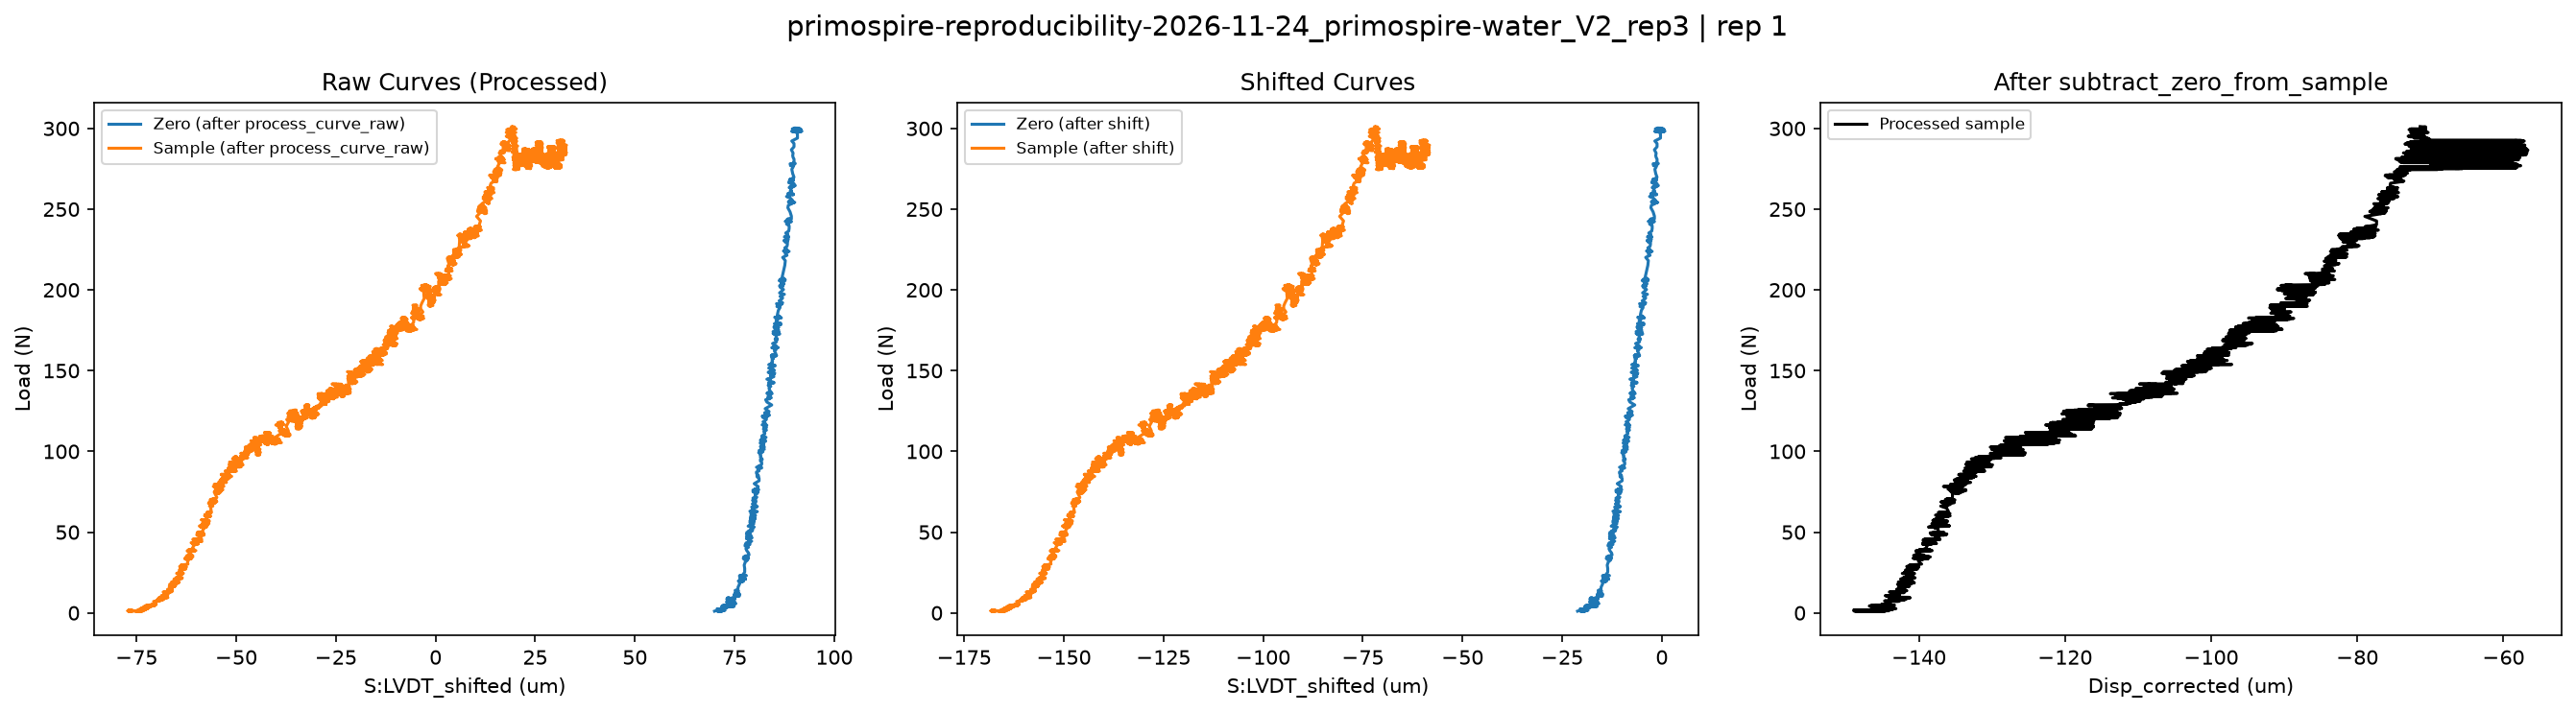 primospire-reproducibility-2026-11-24_primospire-water_V2_rep3 | rep 1
Raw Curves (Processed)
Zero (after process_curve_raw)
Sample (after process_curve_raw)
Load (N)
300
250
200
150
100
50
0
−75 −50 −25 0 25 50 75 100
S:LVDT_shifted (um)
Shifted Curves
Zero (after shift)
Sample (after shift)
Load (N)
300
250
200
150
100
50
0
−175 −150 −125 −100 −75 −50 −25 0
S:LVDT_shifted (um)
After subtract_zero_from_sample
Processed sample
Load (N)
300
250
200
150
100
50
0
−140 −120 −100 −80 −60
Disp_corrected (um)